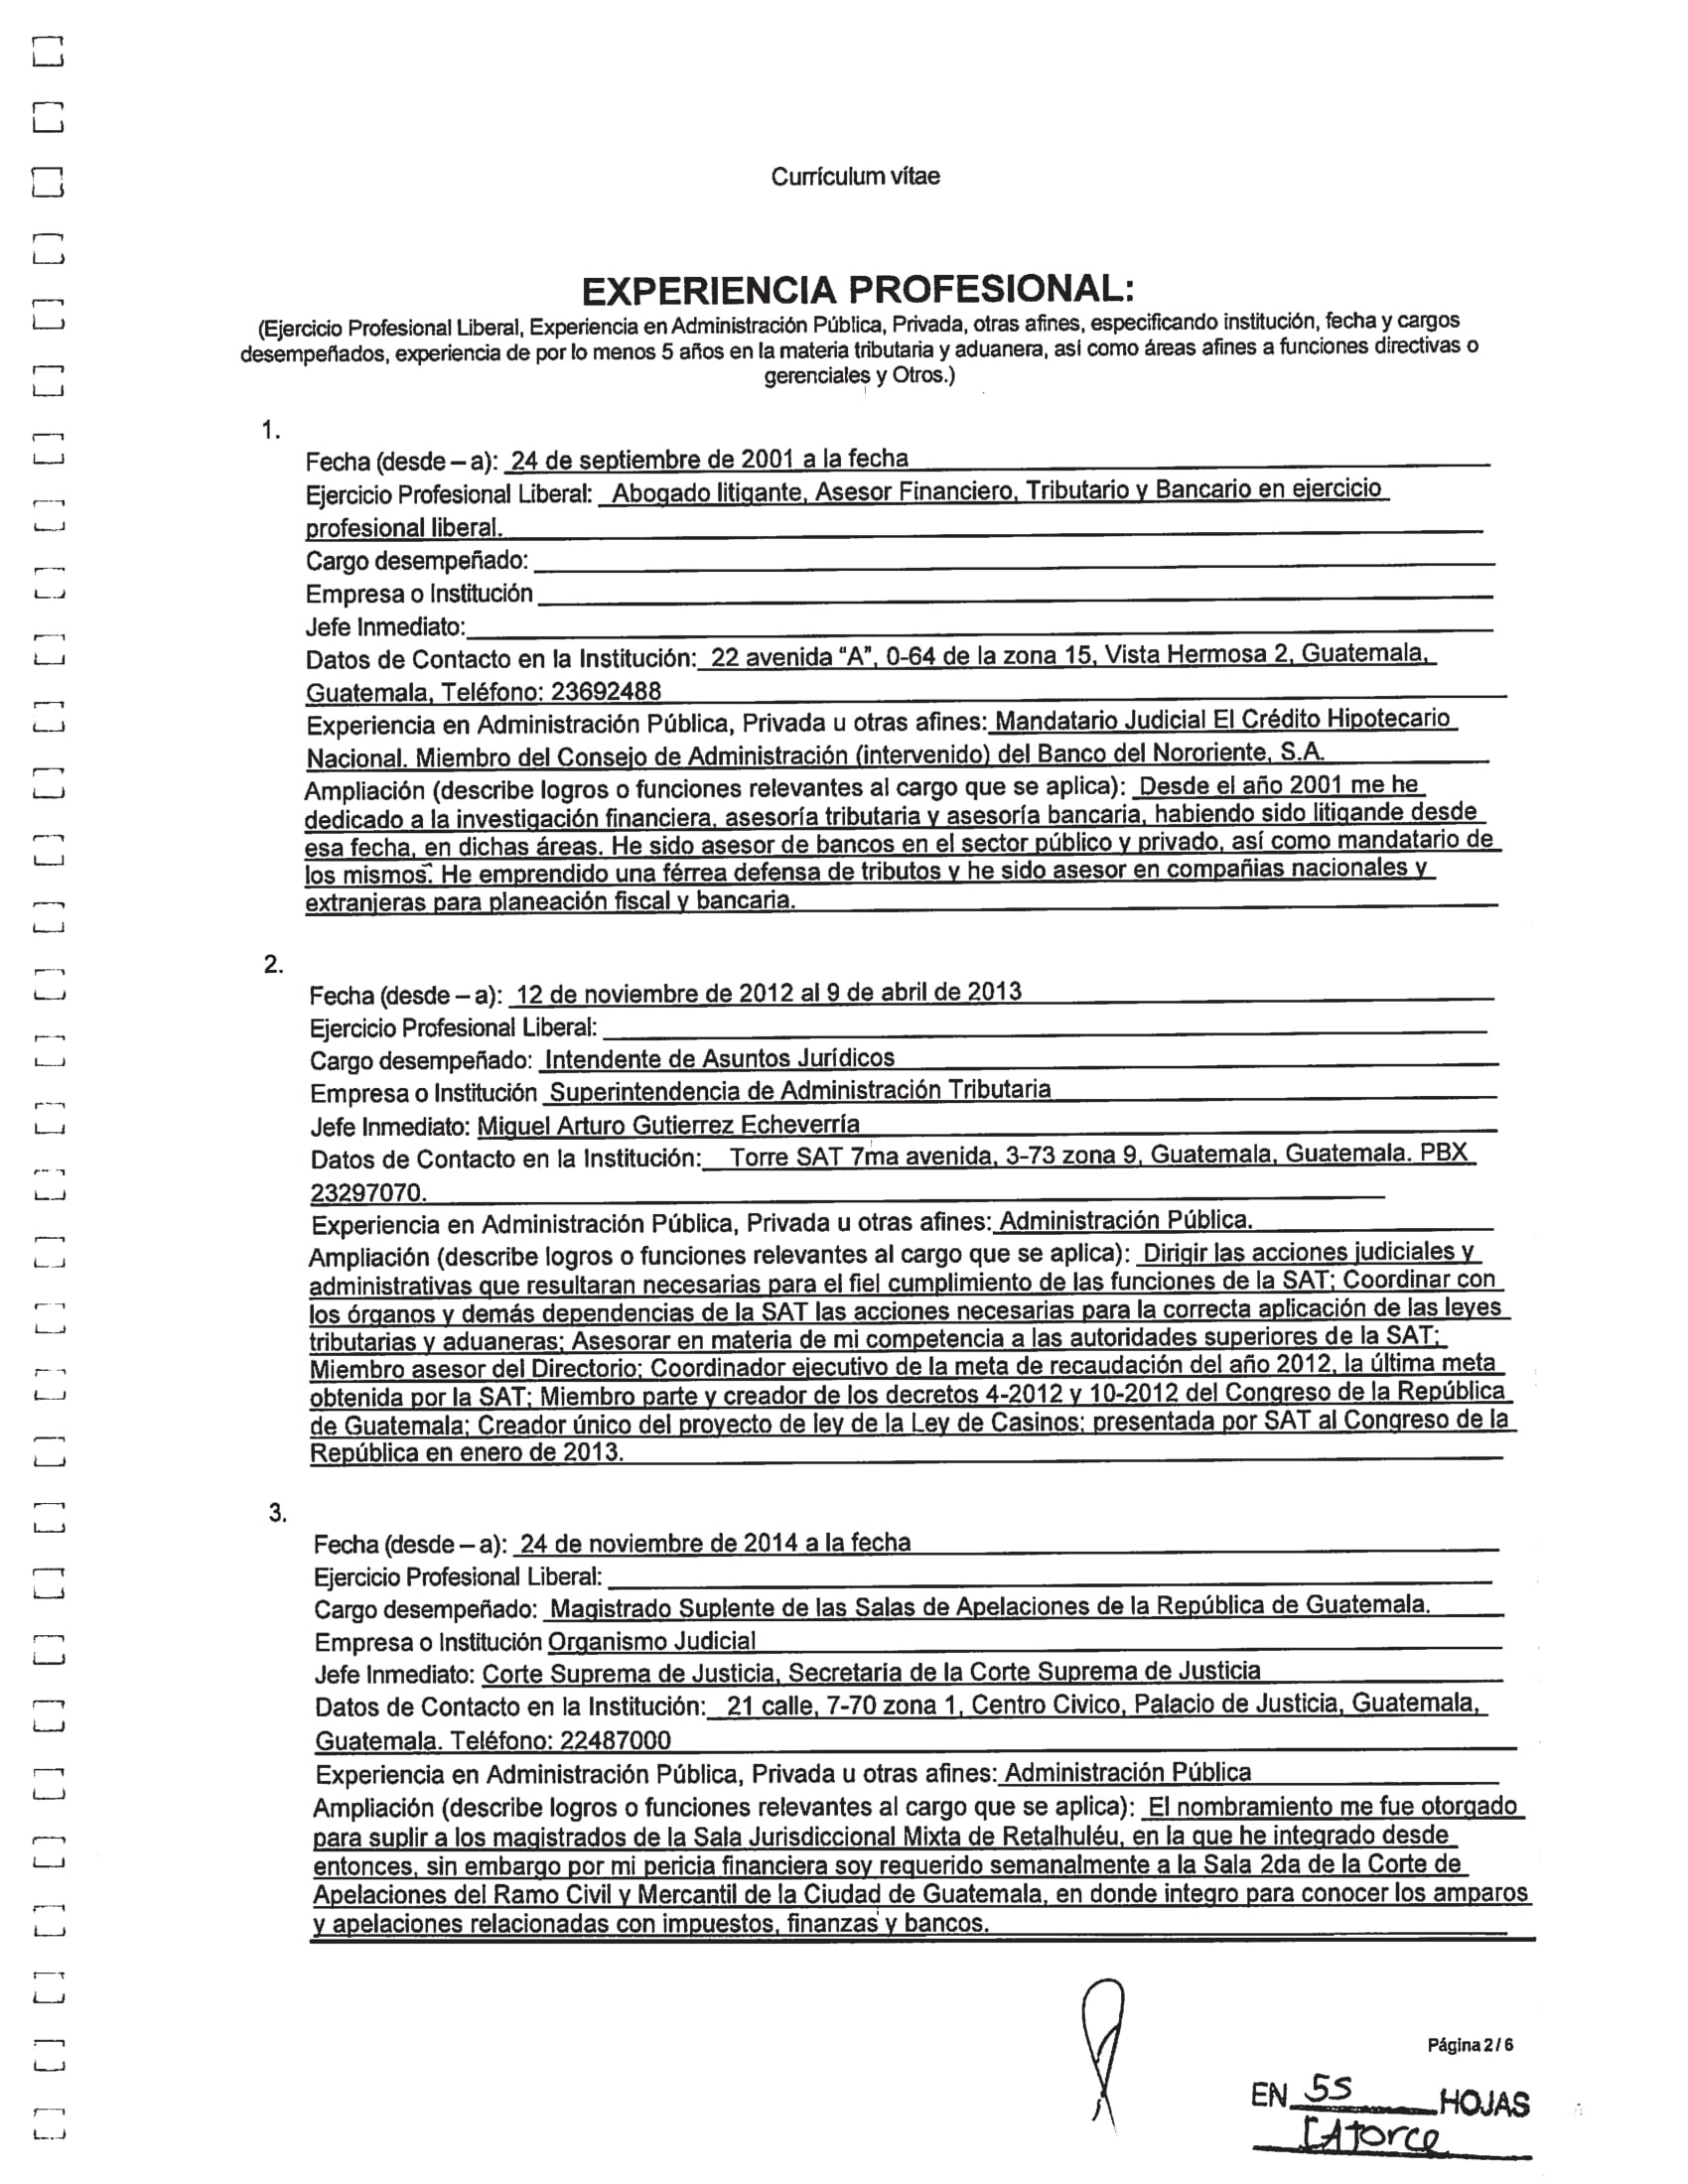 Currículum vítae
EXPERIENCIA PROFESIONAL:
(Ejercicio Profesional Liberal, Experiencia en Administración Pública, Privada, otras afines, especificando institución, fecha y cargos
desempeñados, experiencia de por lo menos 5 años en la materia tributaria y aduanera, así como áreas afines a funciones directivas o
gerenciales y Otros.)
1.
Fecha (desde – a): 24 de septiembre de 2001 a la fecha
Ejercicio Profesional Liberal: Abogado litigante, Asesor Financiero, Tributario y Bancario en ejercicio
profesional liberal.
Cargo desempeñado:
Empresa o Institución
Jefe Inmediato:
Datos de Contacto en la Institución: 22 avenida “A”, 0-64 de la zona 15, Vista Hermosa 2, Guatemala,
Guatemala, Teléfono: 23692488
Experiencia en Administración Pública, Privada u otras afines: Mandatario Judicial El Crédito Hipotecario
Nacional. Miembro del Consejo de Administración (intervenido) del Banco del Nororiente, S.A.
Ampliación (describe logros o funciones relevantes al cargo que se aplica): Desde el año 2001 me he
dedicado a la investigación financiera, asesoría tributaria y asesoría bancaria, habiendo sido litigande desde
esa fecha, en dichas áreas. He sido asesor de bancos en el sector público y privado, así como mandatario de
los mismos. He emprendido una férrea defensa de tributos y he sido asesor en compañias nacionales y
extranjeras para planeación fiscal y bancaria.
2.
Fecha (desde – a): 12 de noviembre de 2012 al 9 de abril de 2013
Ejercicio Profesional Liberal:
Cargo desempeñado: Intendente de Asuntos Jurídicos
Empresa o Institución Superintendencia de Administración Tributaria
Jefe Inmediato: Miguel Arturo Gutierrez Echeverría
Datos de Contacto en la Institución: Torre SAT 7ma avenida, 3-73 zona 9, Guatemala, Guatemala. PBX
23297070.
Experiencia en Administración Pública, Privada u otras afines: Administración Pública.
Ampliación (describe logros o funciones relevantes al cargo que se aplica): Dirigir las acciones judiciales y
administrativas que resultaran necesarias para el fiel cumplimiento de las funciones de la SAT; Coordinar con
los órganos y demás dependencias de la SAT las acciones necesarias para la correcta aplicación de las leyes
tributarias y aduaneras; Asesorar en materia de mi competencia a las autoridades superiores de la SAT;
Miembro asesor del Directorio; Coordinador ejecutivo de la meta de recaudación del año 2012, la última meta
obtenida por la SAT; Miembro parte y creador de los decretos 4-2012 y 10-2012 del Congreso de la República
de Guatemala; Creador único del proyecto de ley de la Ley de Casinos; presentada por SAT al Congreso de la
República en enero de 2013.
3.
Fecha (desde – a): 24 de noviembre de 2014 a la fecha
Ejercicio Profesional Liberal:
Cargo desempeñado: Magistrado Suplente de las Salas de Apelaciones de la República de Guatemala.
Empresa o Institución Organismo Judicial
Jefe Inmediato: Corte Suprema de Justicia, Secretaria de la Corte Suprema de Justicia
Datos de Contacto en la Institución: 21 calle, 7-70 zona 1, Centro Civico, Palacio de Justicia, Guatemala,
Guatemala. Teléfono: 22487000
Experiencia en Administración Pública, Privada u otras afines: Administración Pública
Ampliación (describe logros o funciones relevantes al cargo que se aplica): El nombramiento me fue otorgado
para suplir a los magistrados de la Sala Jurisdiccional Mixta de Retalhuléu, en la que he integrado desde
entonces, sin embargo por mi pericia financiera soy requerido semanalmente a la Sala 2da de la Corte de
Apelaciones del Ramo Civil y Mercantil de la Ciudad de Guatemala, en donde integro para conocer los amparos
y apelaciones relacionadas con impuestos, finanzas y bancos.
Página 2 / 6
EN 55 HOJAS
CATorce